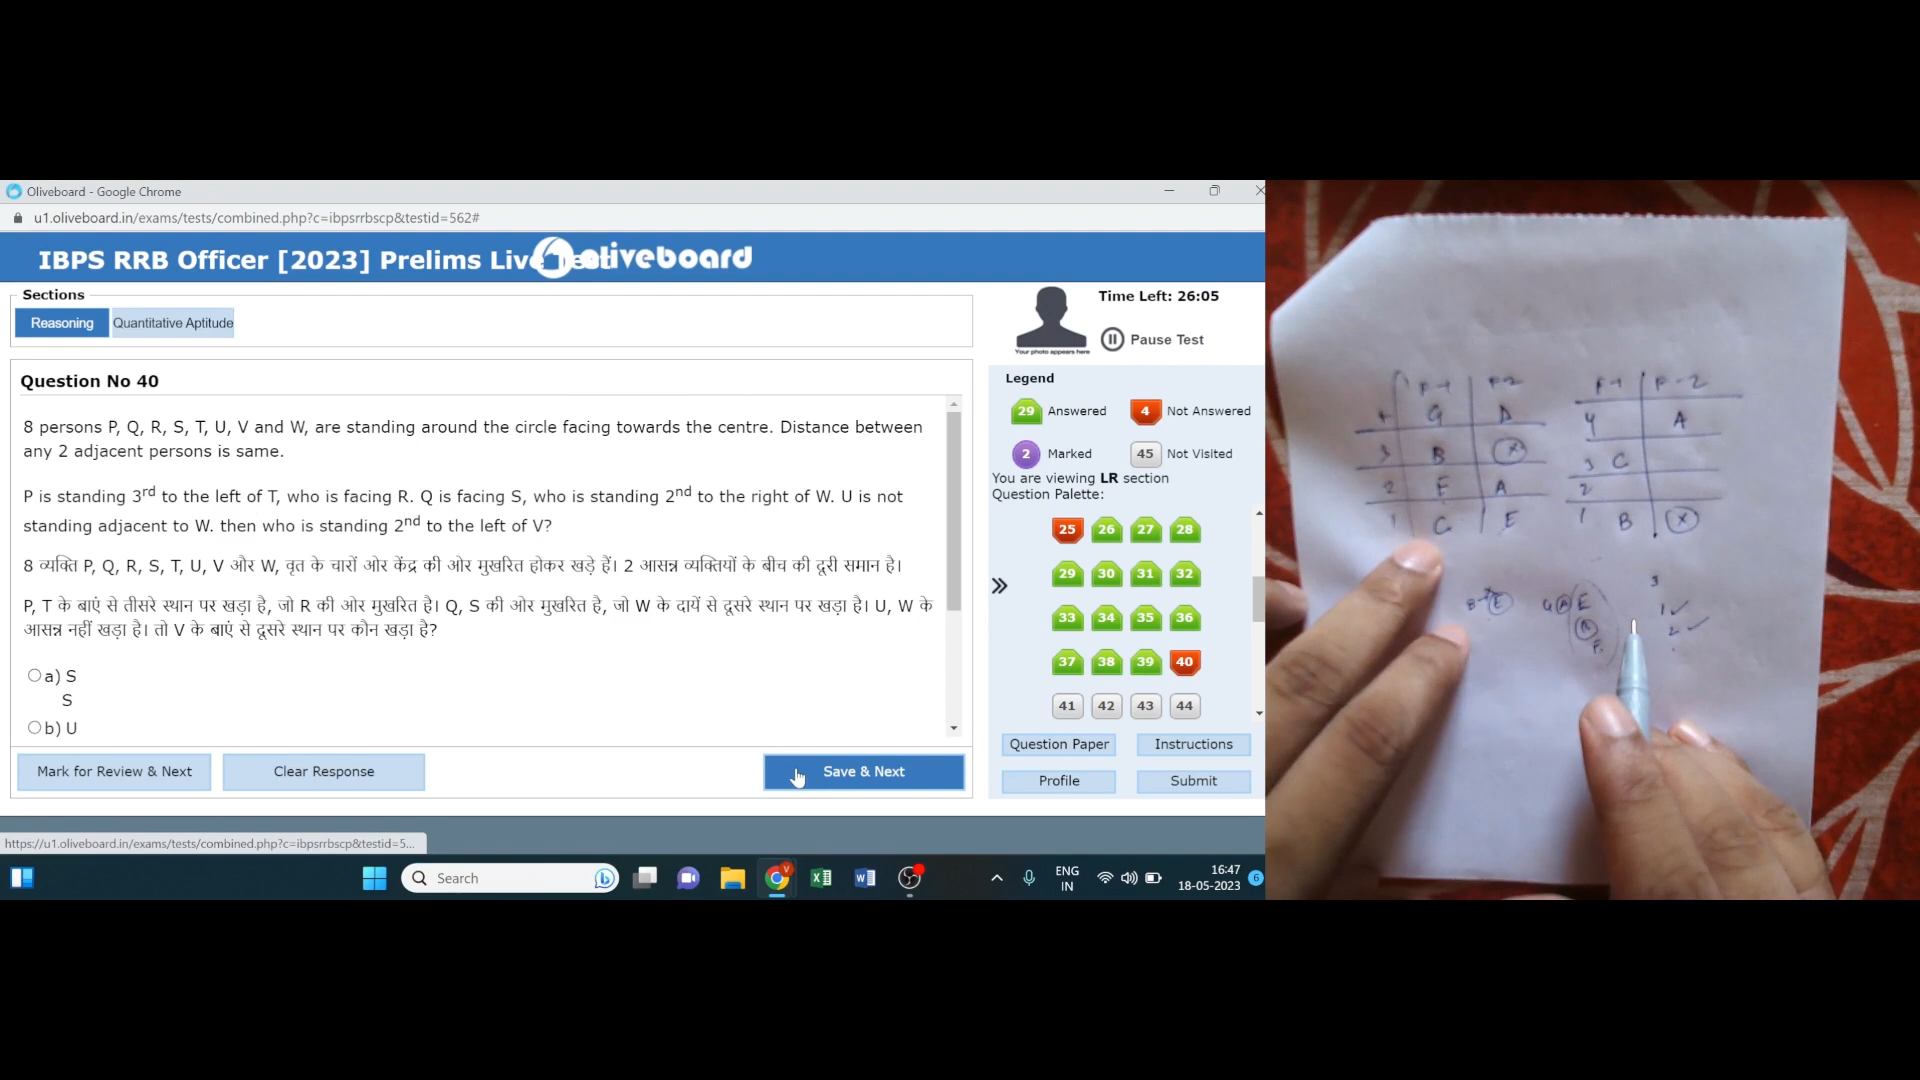 Oliveboard - Google Chrome
u1.oliveboard.in/exams/tests/combined.php?c=ibpsrrbscp&testid=562#
IBPS RRB Officer [2023] Prelims Live
oliveboard
Sections
Reasoning
Quantitative Aptitude
Your photo appears here
Time Left: 26:05
Pause Test
Question No 40
8 persons P, Q, R, S, T, U, V and W, are standing around the circle facing towards the centre. Distance between
any 2 adjacent persons is same.
P is standing 3rd to the left of T, who is facing R. Q is facing S, who is standing 2nd to the right of W. U is not
standing adjacent to W. then who is standing 2nd to the left of V?
8 व्यक्ति P, Q, R, S, T, U, V और W, वृत के चारों ओर केंद्र की ओर मुखरित होकर खड़े हैं। 2 आसन्न व्यक्तियों के बीच की दूरी समान है।
P, T के बाएं से तीसरे स्थान पर खड़ा है, जो R की ओर मुखरित है। Q, S की ओर मुखरित है, जो W के दायें से दूसरे स्थान पर खड़ा है। U, W के
आसन्न नहीं खड़ा है। तो V के बाएं से दूसरे स्थान पर कौन खड़ा है?
a) S
S
b) U
Mark for Review & Next
Clear Response
Save & Next
Legend
29 Answered
4 Not Answered
2 Marked
45 Not Visited
You are viewing LR section
Question Palette:
25 26 27 28
29 30 31 32
33 34 35 36
37 38 39 40
41 42 43 44
Question Paper
Instructions
Profile
Submit
https://u1.oliveboard.in/exams/tests/combined.php?c=ibpsrrbscp&testid=5...
Search
ENG
IN
16:47
18-05-2023
6
G D
3 B X
2 E A
1 C E
4 A
3 C
2
1 B X